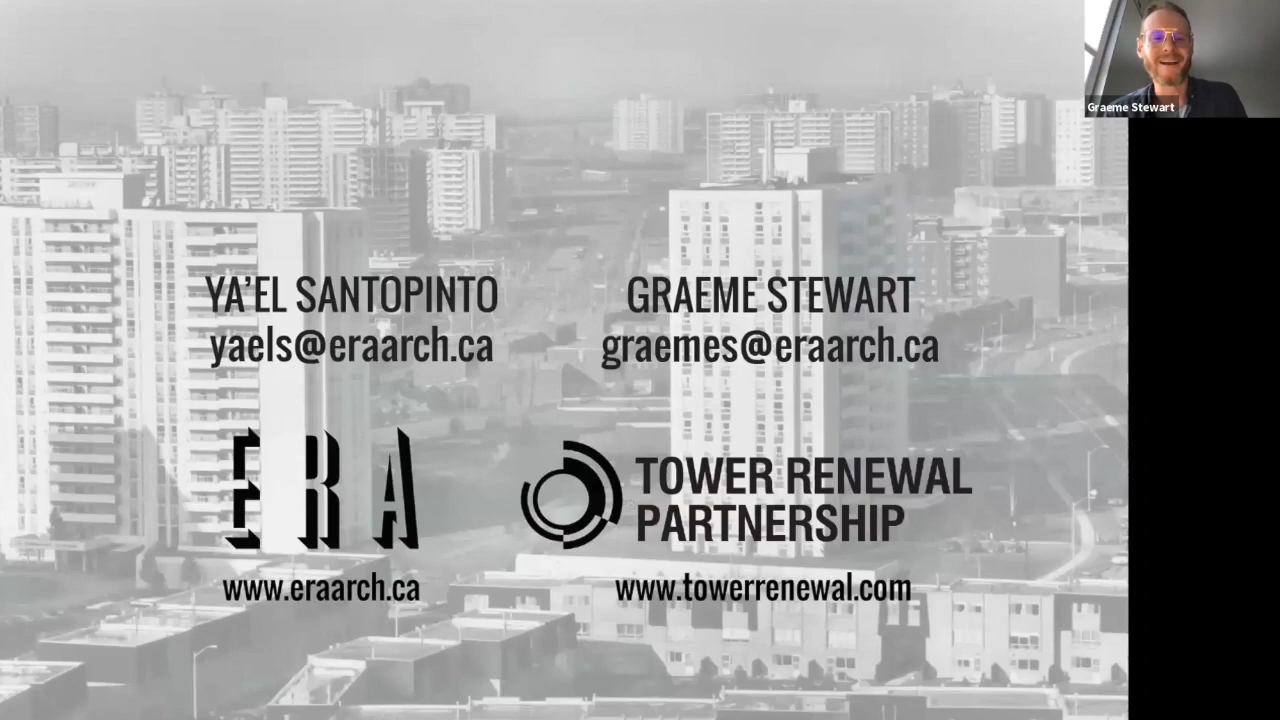 Graeme Stewart
YA'EL SANTOPINTO
yaels@eraarch.ca
GRAEME STEWART
graemes@eraarch.ca
ERA
www.eraarch.ca
TOWER RENEWAL
PARTNERSHIP
www.towerrenewal.com